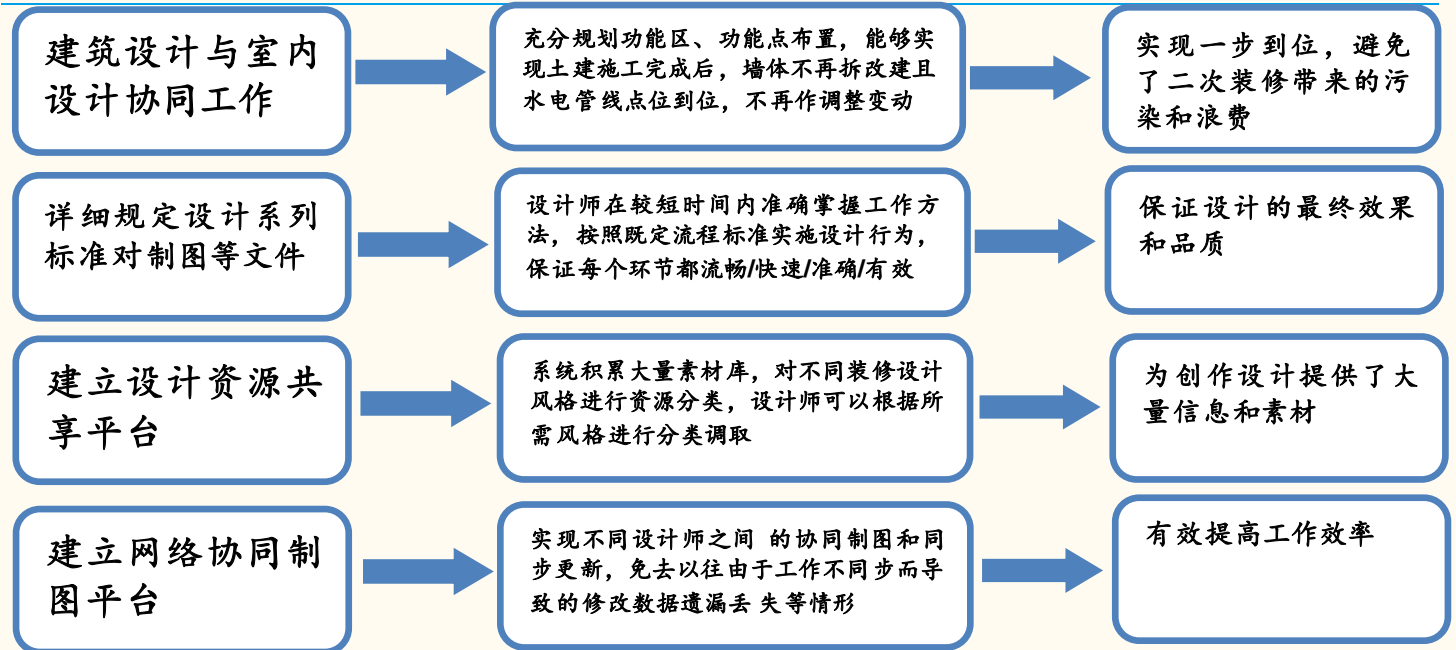 建筑设计与室内
设计协同工作
充分规划功能区、功能点布置，能够实
现土建施工完成后，墙体不再拆改建且
水电管线点位到位，不再作调整变动
实现一步到位，避免
了二次装修带来的污
染和浪费
详细规定设计系列
标准对制图等文件
设计师在较短时间内准确掌握工作方
法，按照既定流程标准实施设计行为，
保证每个环节都流畅/快速/准确/有效
保证设计的最终效果
和品质
建立设计资源共
享平台
系统积累大量素材库，对不同装修设计
风格进行资源分类，设计师可以根据所
需风格进行分类调取
为创作设计提供了大
量信息和素材
建立网络协同制
图平台
实现不同设计师之间 的协同制图和同
步更新，免去以往由于工作不同步而导
致的修改数据遗漏丢 失等情形
有效提高工作效率